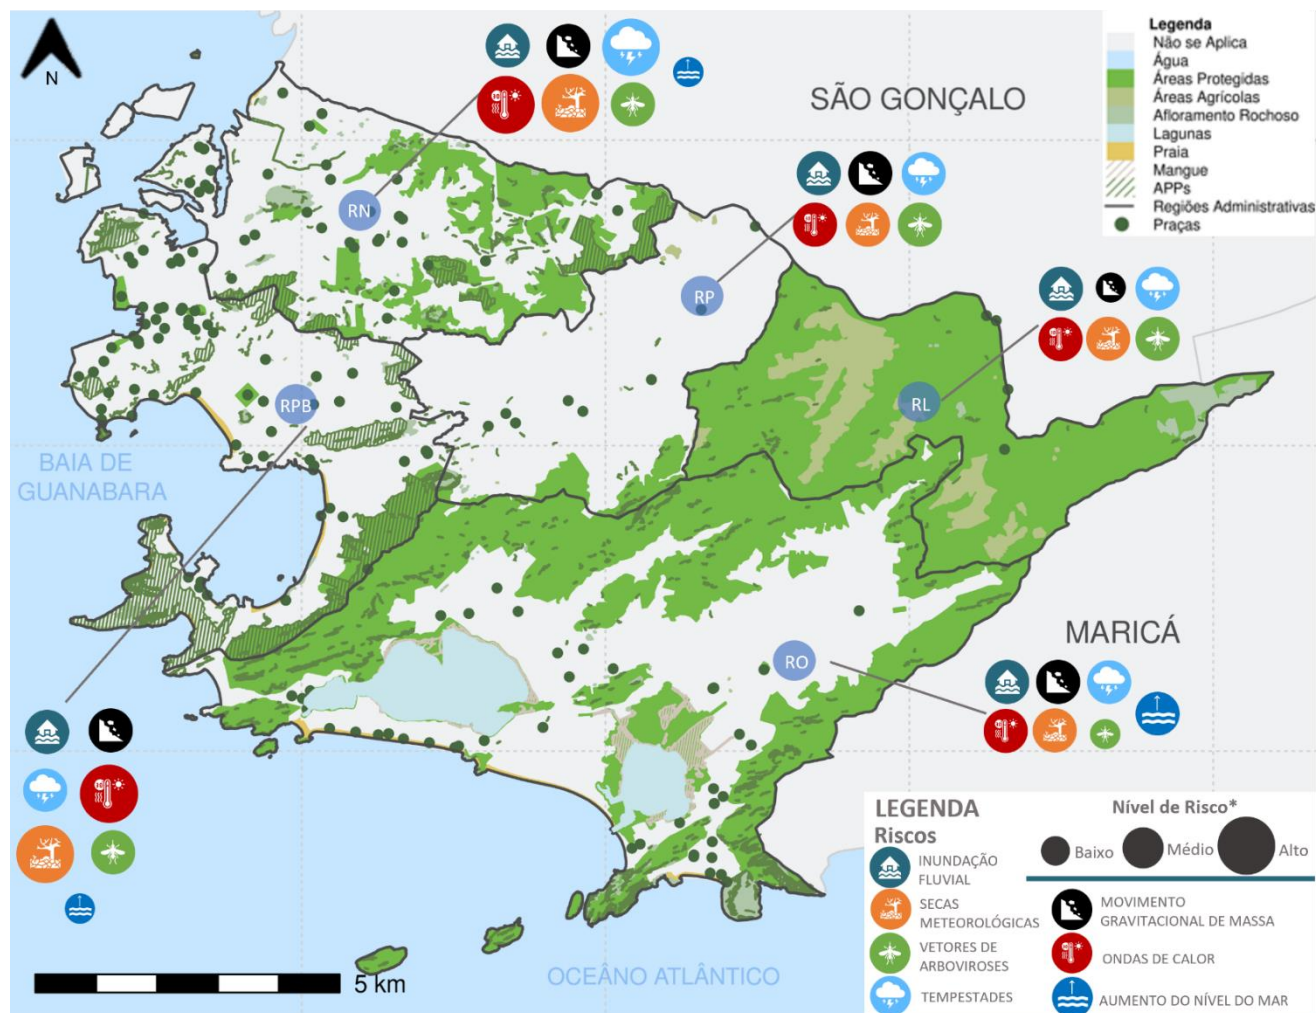 Legenda
Não se Aplica
Água
Áreas Protegidas
Áreas Agrícolas
Afloramento Rochoso
Lagunas
Praia
Mangue
APPs
Regiões Administrativas
Praças
N
SÃO GONÇALO
RN
RP
RL
RPB
BAIA DE
GUANABARA
MARICÁ
RO
OCEÂNO ATLÂNTICO
5 km
LEGENDA
Riscos
INUNDAÇÃO
FLUVIAL
SECAS
METEOROLÓGICAS
VETORES DE
ARBOVIROSES
TEMPESTADES
Nível de Risco*
Baixo
Médio
Alto
MOVIMENTO
GRAVITACIONAL DE MASSA
ONDAS DE CALOR
AUMENTO DO NÍVEL DO MAR